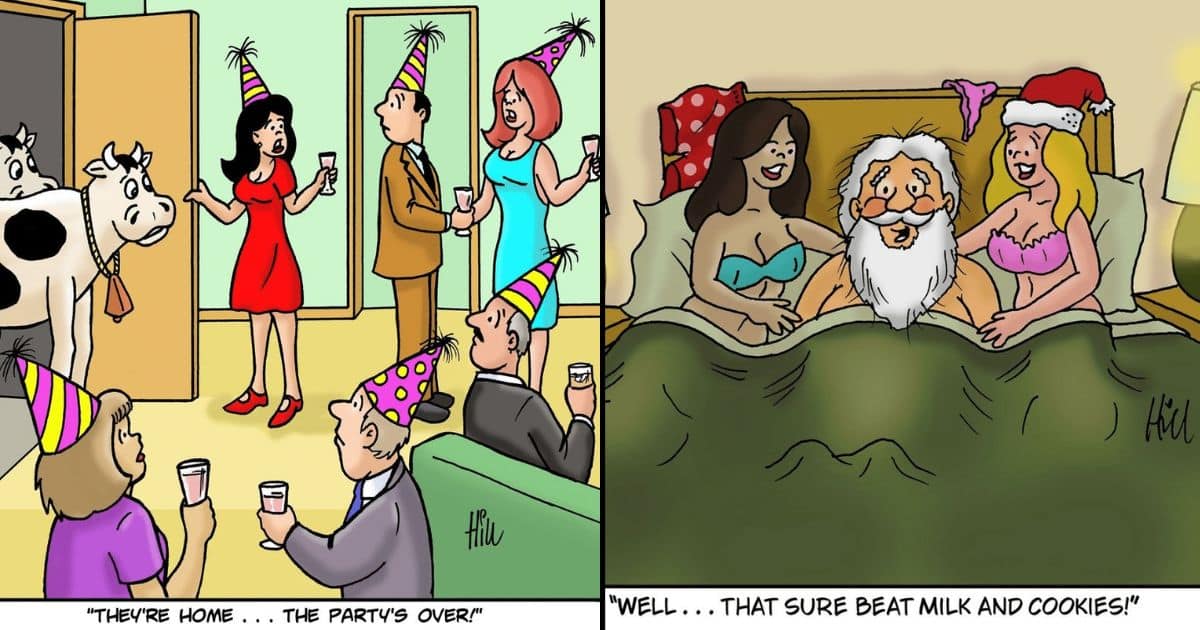 Hill
"THEY'RE HOME . . . THE PARTY'S OVER!"
Hill
"WELL . . . THAT SURE BEAT MILK AND COOKIES!"